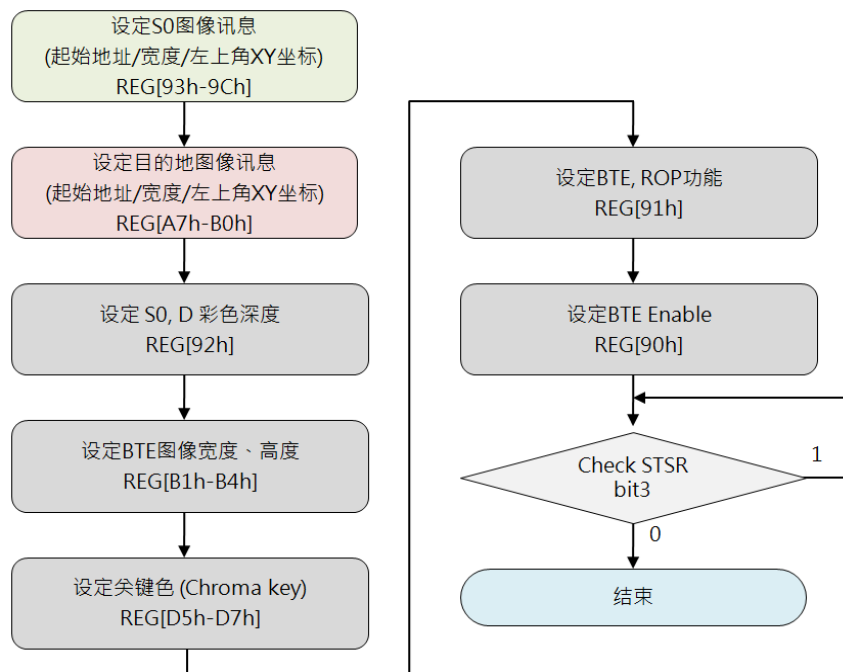 设定S0图像讯息
(起始地址/宽度/左上角XY坐标)
REG[93h-9Ch]
设定目的地图像讯息
(起始地址/宽度/左上角XY坐标)
REG[A7h-B0h]
设定 S0, D 彩色深度
REG[92h]
设定BTE图像宽度、高度
REG[B1h-B4h]
设定尖键色 (Chroma key)
REG[D5h-D7h]
设定BTE, ROP功能
REG[91h]
设定BTE Enable
REG[90h]
Check STSR
bit3
1
0
结束